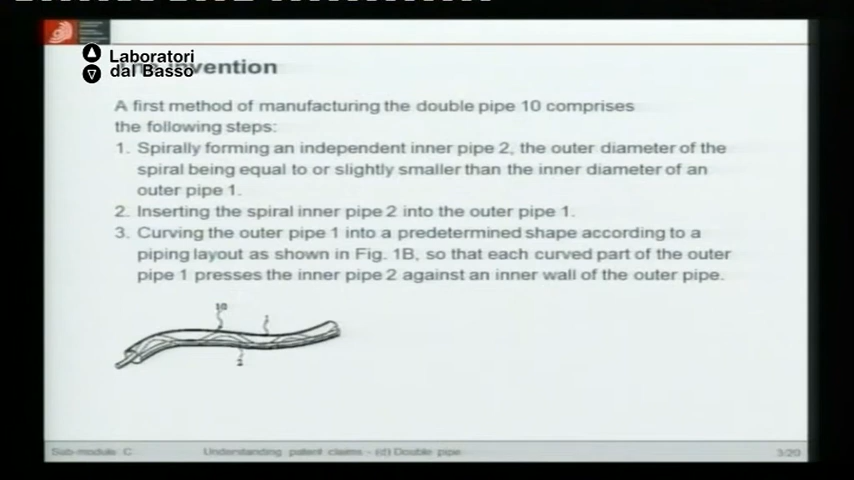 Laboratori
dal Basso
invention
A first method of manufacturing the double pipe 10 comprises
the following steps:
1. Spirally forming an independent inner pipe 2, the outer diameter of the
spiral being equal to or slightly smaller than the inner diameter of an
outer pipe 1.
2. Inserting the spiral inner pipe 2 into the outer pipe 1.
3. Curving the outer pipe 1 into a predetermined shape according to a
piping layout as shown in Fig. 1B, so that each curved part of the outer
pipe 1 presses the inner pipe 2 against an inner wall of the outer pipe.
10
1
2
Sub-module C Understanding patent claims - (d) Double pipe 3/20